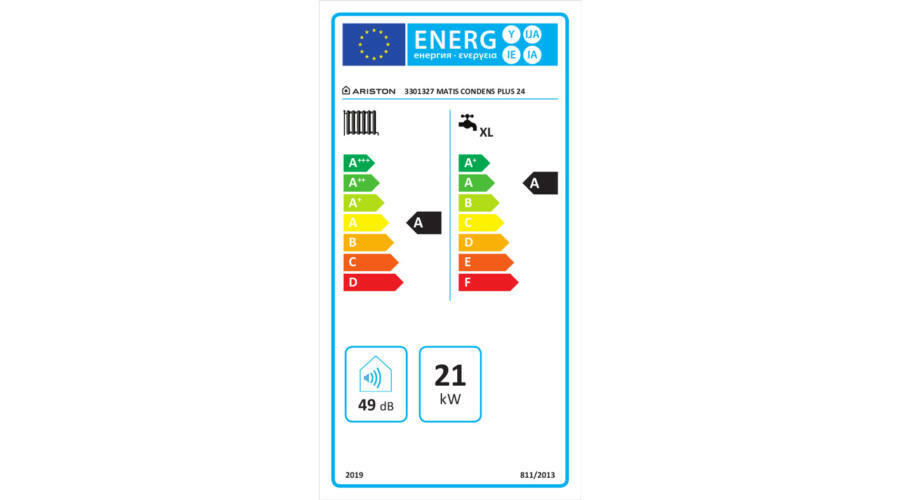 ENERG Y IJA
енергия · ενεργεια IE IA
ARISTON 3301327 MATIS CONDENS PLUS 24
XL
A+++
A++
A+
A
B
C
D
A
A+
A
B
C
D
E
F
A
49 dB
21
kW
2019
811/2013